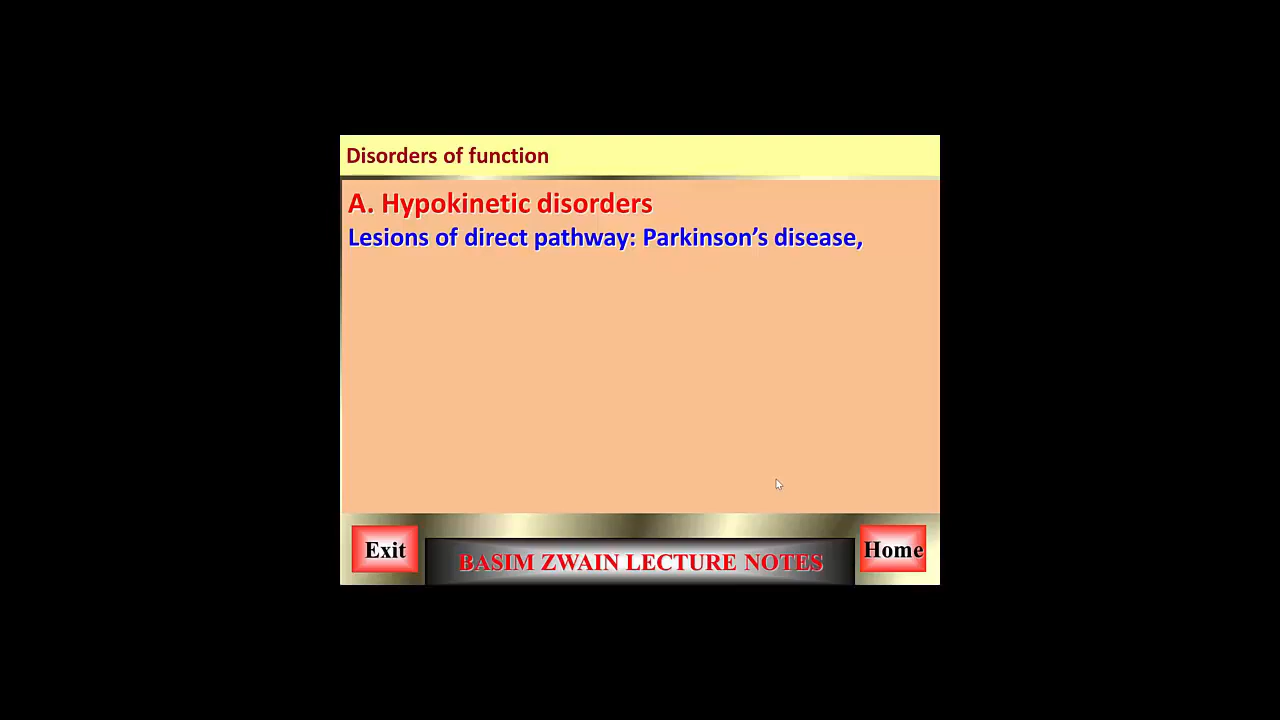 Disorders of function
A. Hypokinetic disorders
Lesions of direct pathway: Parkinson’s disease,
Exit
BASIM ZWAIN LECTURE NOTES
Home